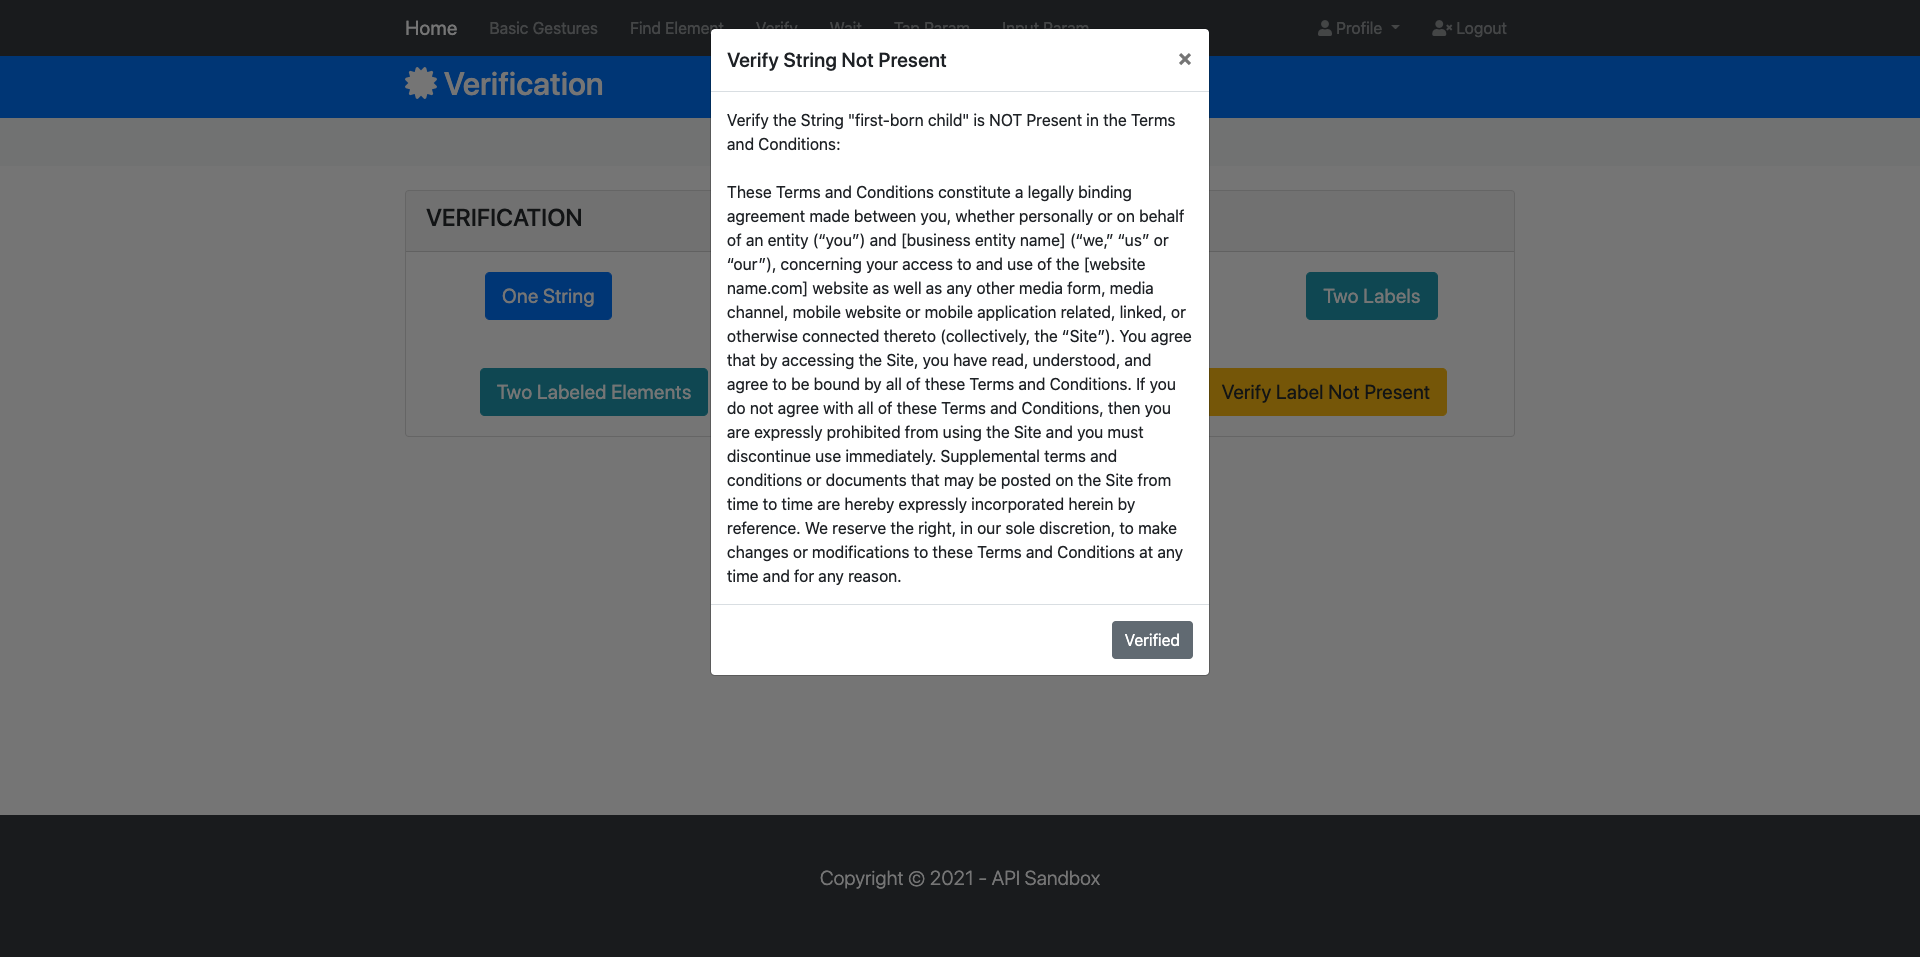 Home Basic Gestures Find Element Verify Wait Tap Param Input Param Profile Logout
Verification
Verify String Not Present ×
Verify the String "first-born child" is NOT Present in the Terms
and Conditions:
These Terms and Conditions constitute a legally binding
agreement made between you, whether personally or on behalf
of an entity (“you”) and [business entity name] (“we,” “us” or
“our”), concerning your access to and use of the [website
name.com] website as well as any other media form, media
channel, mobile website or mobile application related, linked, or
otherwise connected thereto (collectively, the “Site”). You agree
that by accessing the Site, you have read, understood, and
agree to be bound by all of these Terms and Conditions. If you
do not agree with all of these Terms and Conditions, then you
are expressly prohibited from using the Site and you must
discontinue use immediately. Supplemental terms and
conditions or documents that may be posted on the Site from
time to time are hereby expressly incorporated herein by
reference. We reserve the right, in our sole discretion, to make
changes or modifications to these Terms and Conditions at any
time and for any reason.
Verified
VERIFICATION
One String
Two Labels
Two Labeled Elements
Verify Label Not Present
Copyright © 2021 - API Sandbox